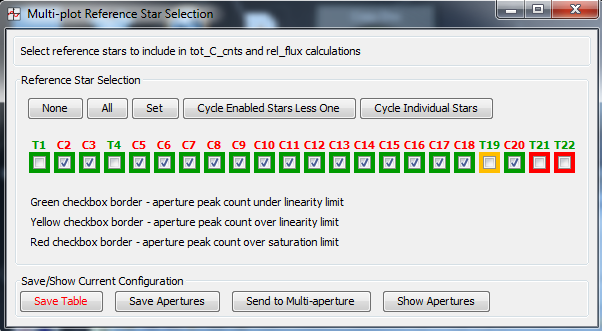 Multi-plot Reference Star Selection
Select reference stars to include in tot_C_cnts and rel_flux calculations
Reference Star Selection
None All Set Cycle Enabled Stars Less One Cycle Individual Stars
T1 C2 C3 T4 C5 C6 C7 C8 C9 C10 C11 C12 C13 C14 C15 C16 C17 C18 T19 C20 T21 T22
Green checkbox border - aperture peak count under linearity limit
Yellow checkbox border - aperture peak count over linearity limit
Red checkbox border - aperture peak count over saturation limit
Save/Show Current Configuration
Save Table Save Apertures Send to Multi-aperture Show Apertures